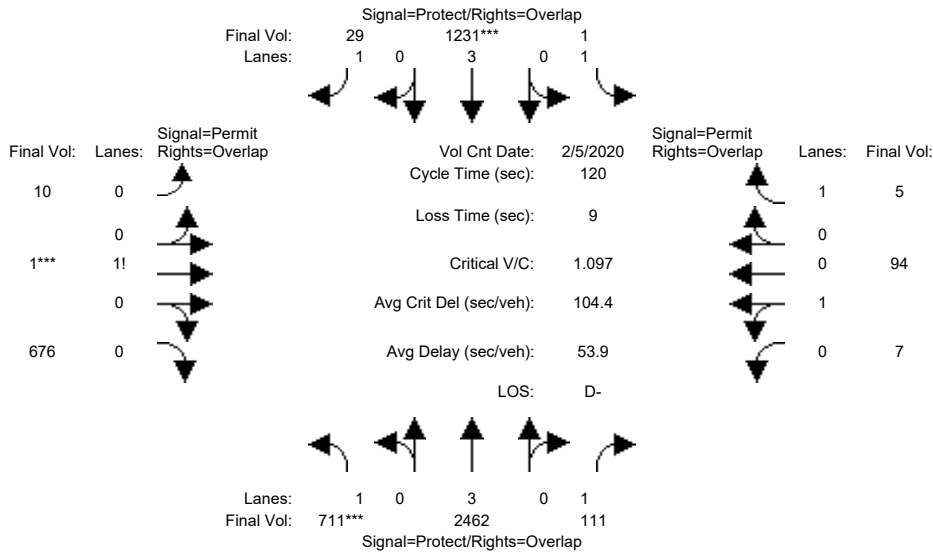 Signal=Protect/Rights=Overlap
Final Vol: 29 1231*** 1
Lanes: 1 0 3 0 1
Signal=Permit
Final Vol: Lanes: Rights=Overlap
Vol Cnt Date: 2/5/2020
Signal=Permit
Rights=Overlap Lanes: Final Vol:
Cycle Time (sec): 120
10 0
1 5
Loss Time (sec): 9
0
0
1*** 1!
Critical V/C: 1.097
0 94
0
Avg Crit Del (sec/veh): 104.4
1
676 0
Avg Delay (sec/veh): 53.9
0 7
LOS: D-
Lanes: 1 0 3 0 1
Final Vol: 711*** 2462 111
Signal=Protect/Rights=Overlap